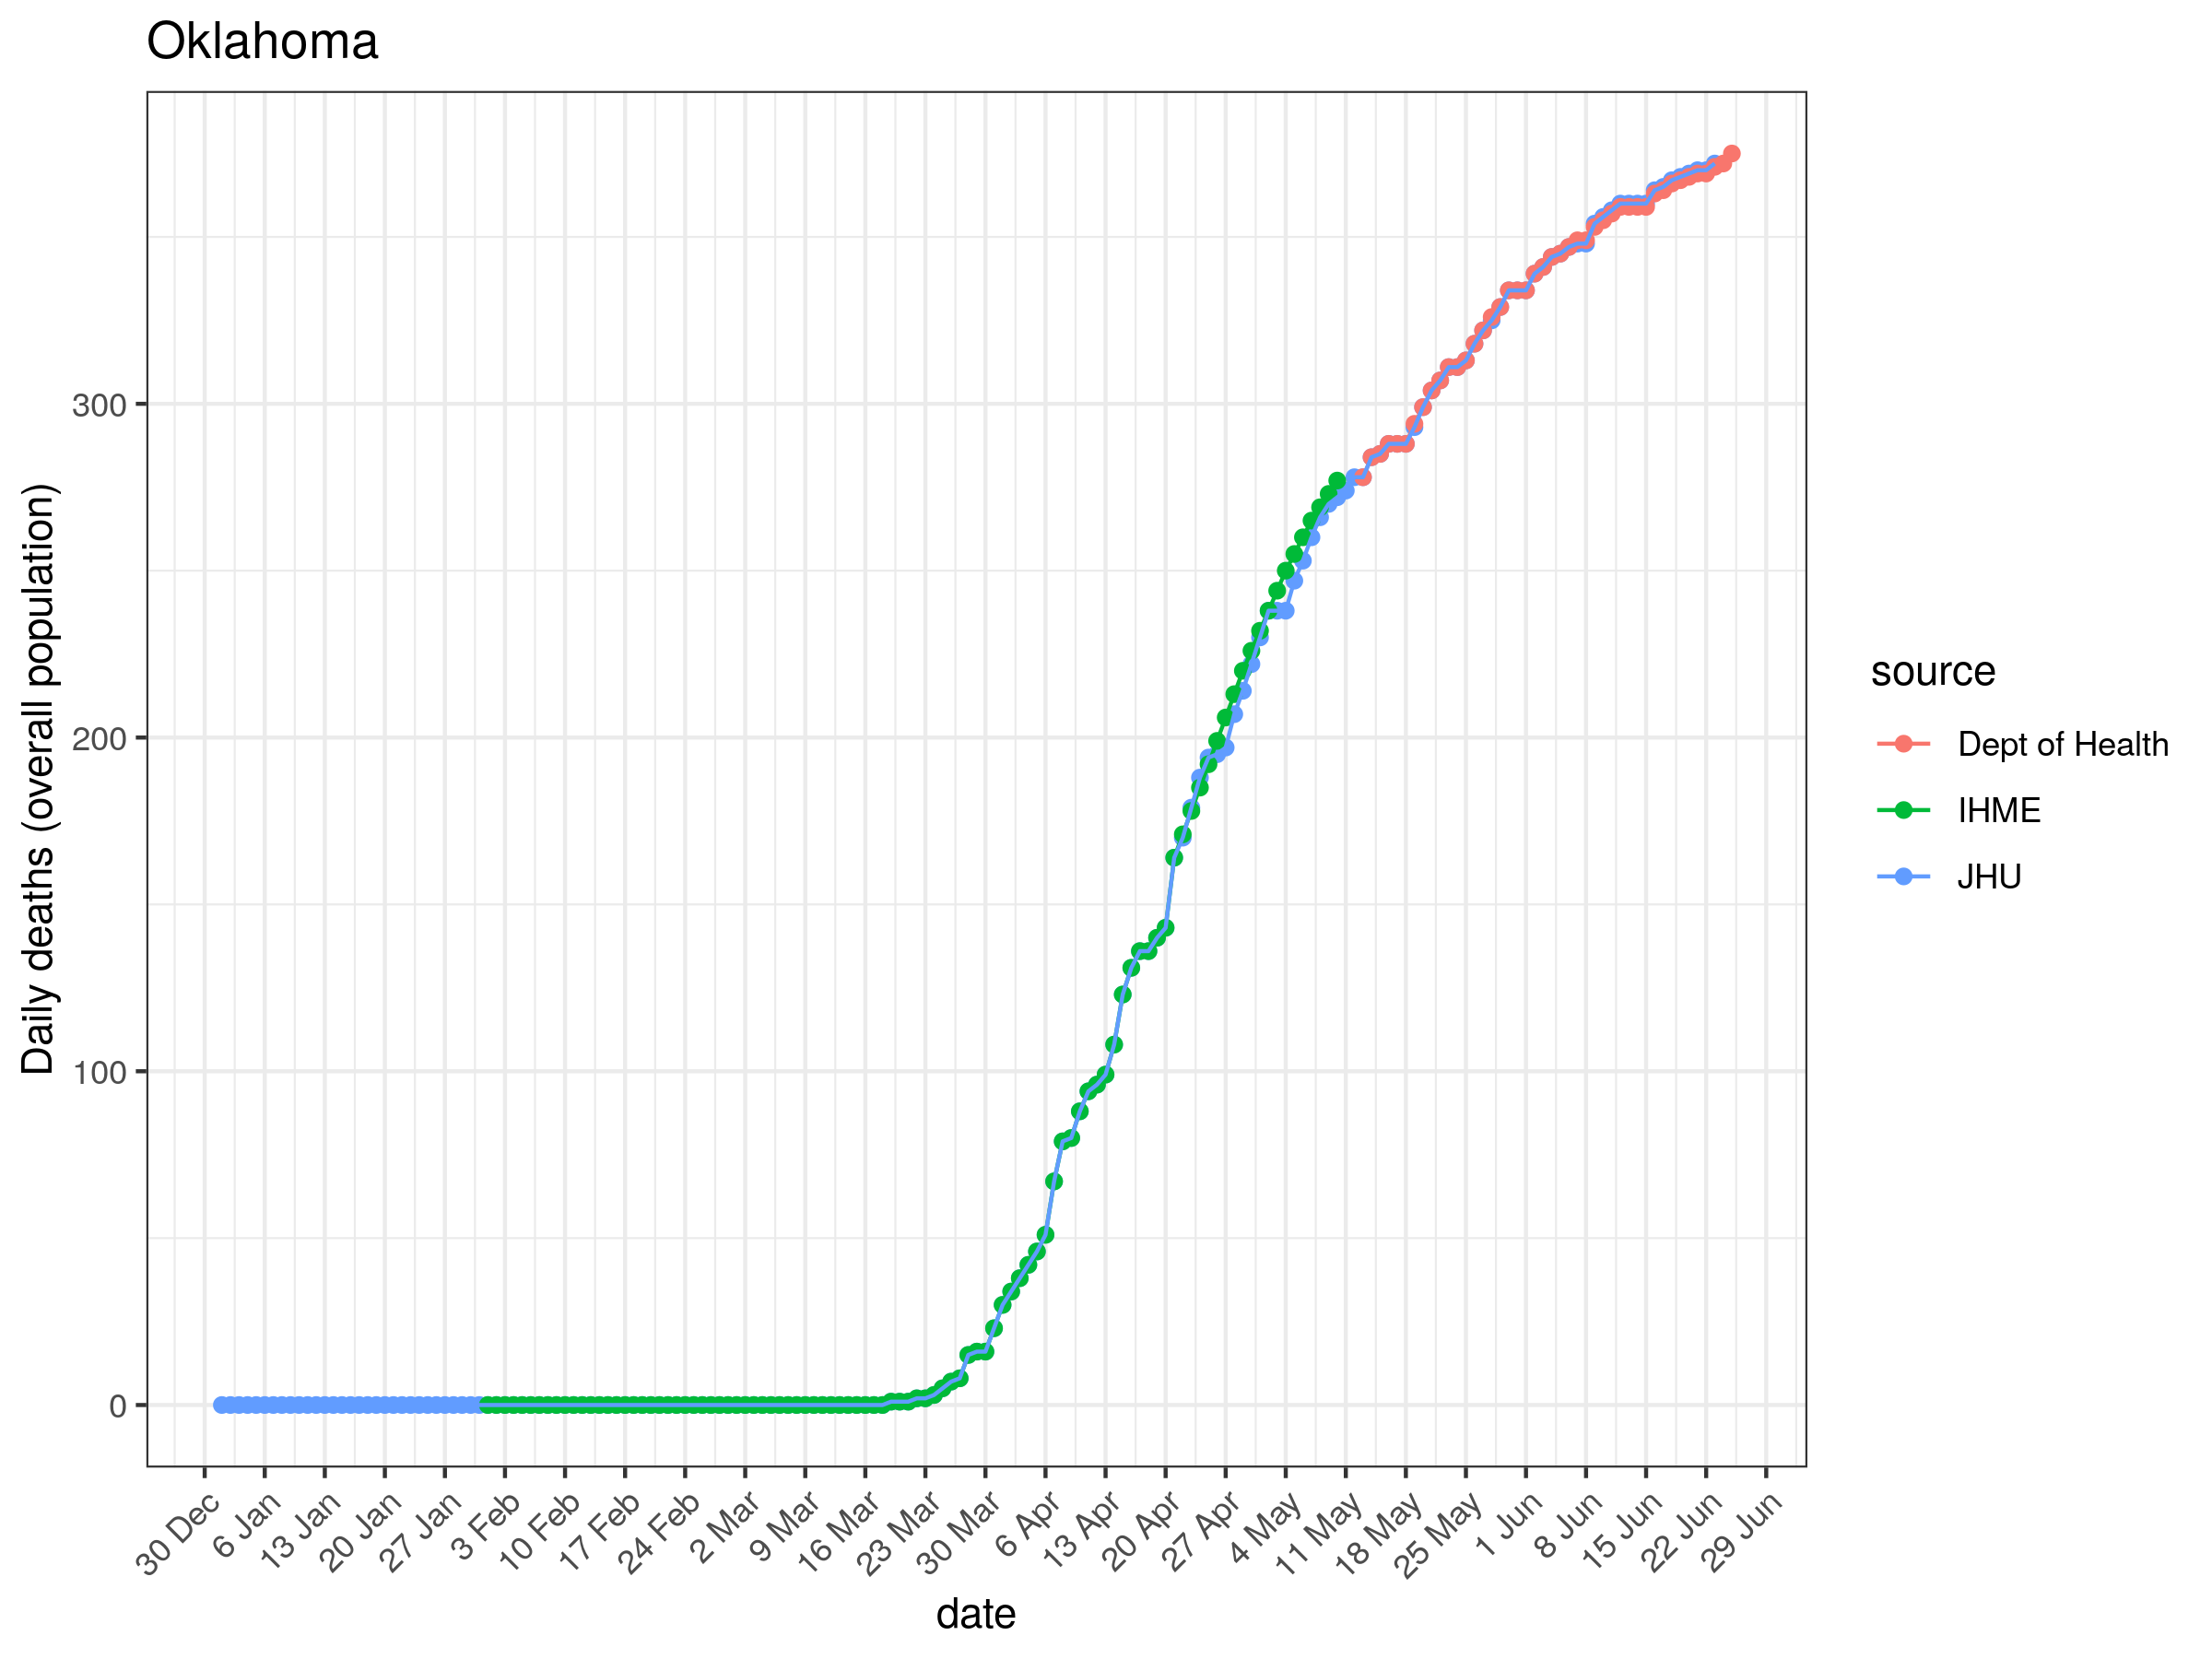 Oklahoma
Daily deaths (overall population)
300
200
100
0
30 Dec
6 Jan
13 Jan
20 Jan
27 Jan
3 Feb
10 Feb
17 Feb
24 Feb
2 Mar
9 Mar
16 Mar
23 Mar
30 Mar
6 Apr
13 Apr
20 Apr
27 Apr
4 May
11 May
18 May
25 May
1 Jun
8 Jun
15 Jun
22 Jun
29 Jun
date
source
Dept of Health
IHME
JHU